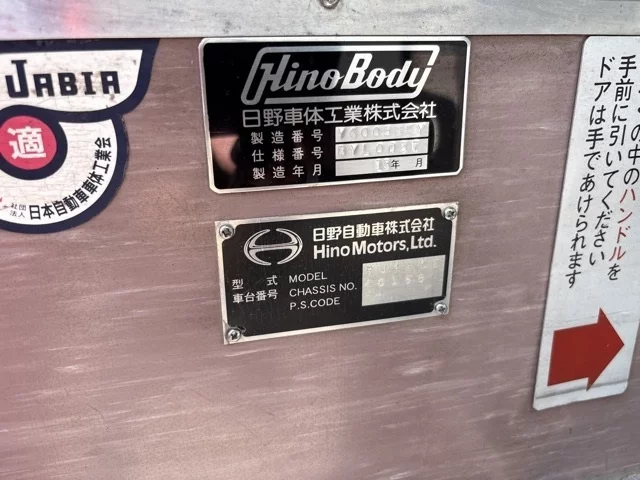 JABIA
適
社団
法人 日本自動車車体工業会
HinoBody
日野車体工業株式会社
製造番号
仕様番号
製造年月 年 月
日野自動車株式会社
Hino Motors, Ltd.
型式 MODEL
車台番号 CHASSIS NO.
P.S.CODE
中のハンドルを
手前に引いてください
ドアは手であけられます